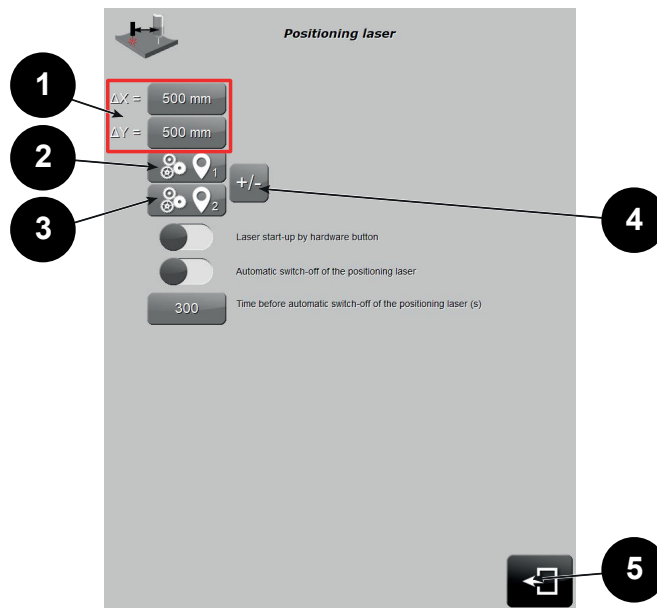 Positioning laser
1
ΔX = 500 mm
ΔY = 500 mm
2
1
+/-
3
2
4
Laser start-up by hardware button
Automatic switch-off of the positioning laser
300 Time before automatic switch-off of the positioning laser (s)
5